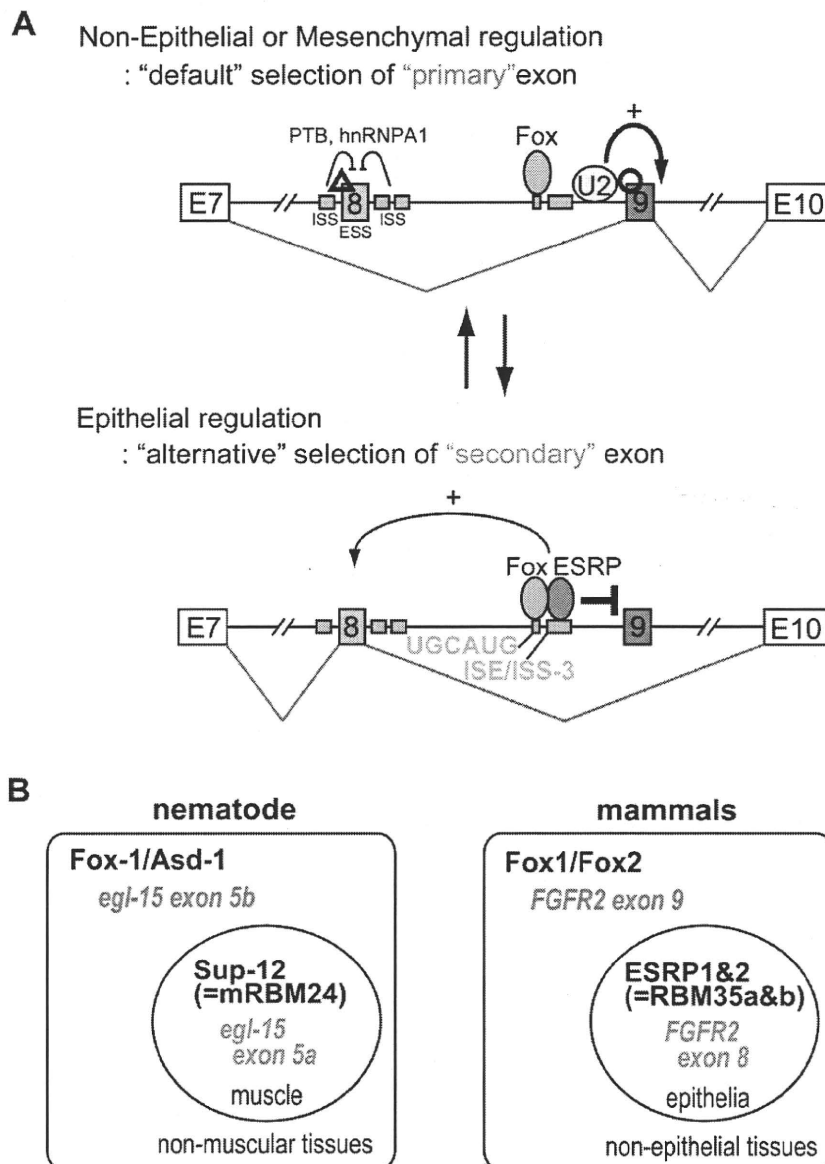 A
Non-Epithelial or Mesenchymal regulation
: “default” selection of “primary”exon
PTB, hnRNPA1
Fox
+
U2
E7
8
9
E10
ISS
ESS
ISS
Epithelial regulation
: “alternative” selection of “secondary” exon
+
Fox ESRP
E7
8
9
E10
UGCAUG
ISE/ISS-3
B
nematode
Fox-1/Asd-1
egl-15 exon 5b
Sup-12
(=mRBM24)
egl-15
exon 5a
muscle
non-muscular tissues
mammals
Fox1/Fox2
FGFR2 exon 9
ESRP1&2
(=RBM35a&b)
FGFR2
exon 8
epithelia
non-epithelial tissues